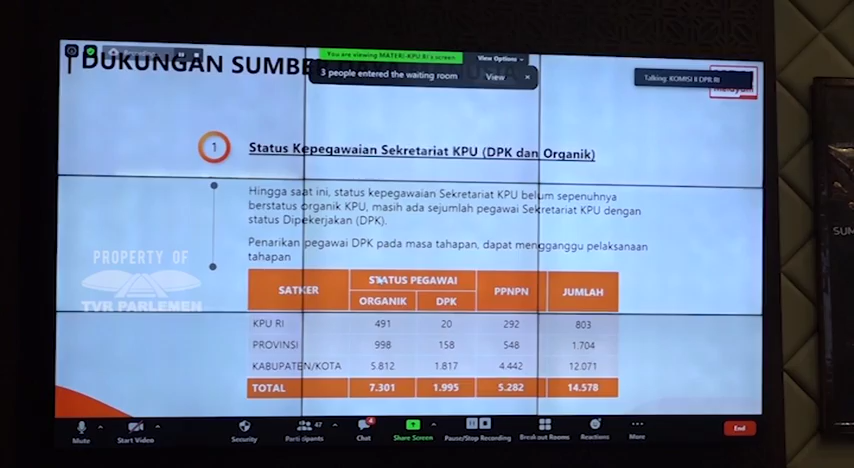 Recording
You are viewing MATERI-KPU RI's screen
View Options
DUKUNGAN SUMBE
3 people entered the waiting room
View
Talking: KOMISI II DPR RI
1
Status Kepegawaian Sekretariat KPU (DPK dan Organik)
Hingga saat ini, status kepegawaian Sekretariat KPU belum sepenuhnya
berstatus organik KPU, masih ada sejumlah pegawai Sekretariat KPU dengan
status Dipekerjakan (DPK).
Penarikan pegawai DPK pada masa tahapan, dapat mengganggu pelaksanaan
tahapan
PROPERTY OF
TVR PARLEMEN
SATKER STATUS PEGAWAI PPNPN JUMLAH
ORGANIK DPK
KPU RI 491 20 292 803
PROVINSI 998 158 548 1.704
KABUPATEN/KOTA 5.812 1.817 4.442 12.071
TOTAL 7.301 1.995 5.282 14.578
Mute Start Video Security Participants 47 Chat 4 Share Screen Pause/Stop Recording Breakout Rooms Reactions More End
SUM